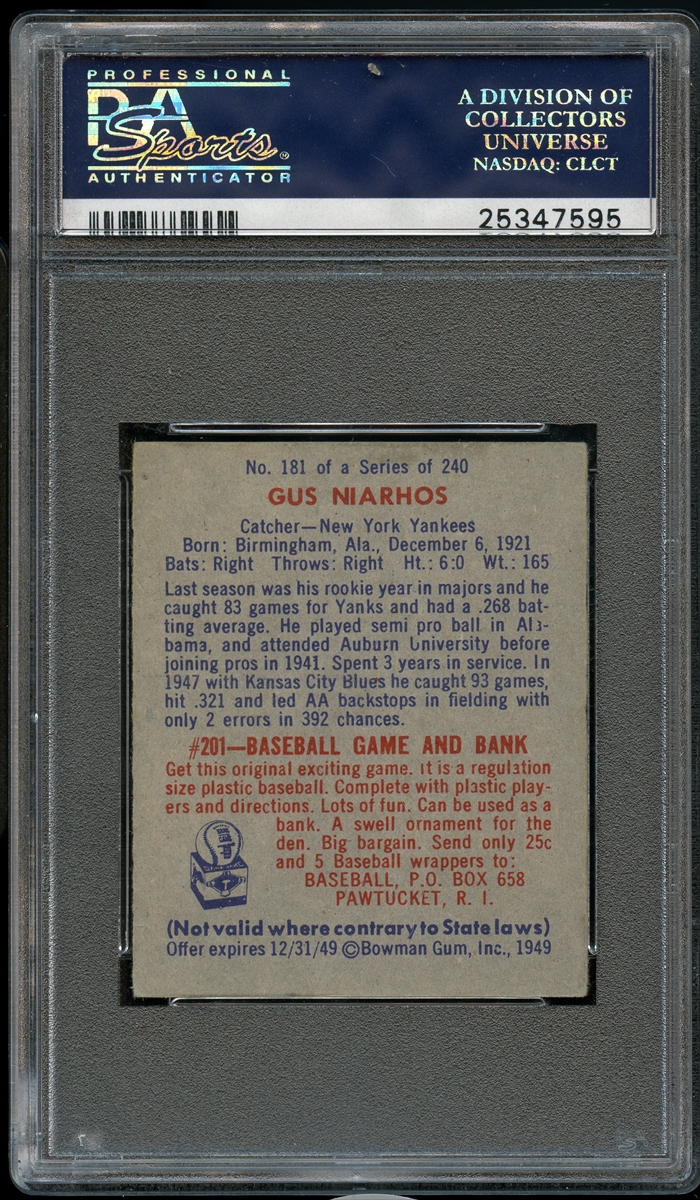 PROFESSIONAL
PSA
Sports
AUTHENTICATOR
A DIVISION OF
COLLECTORS
UNIVERSE
NASDAQ: CLCT
25347595
No. 181 of a Series of 240
GUS NIARHOS
Catcher—New York Yankees
Born: Birmingham, Ala., December 6, 1921
Bats: Right Throws: Right Ht.: 6:0 Wt.: 165
Last season was his rookie year in majors and he
caught 83 games for Yanks and had a .268 bat-
ting average. He played semi pro ball in Ala-
bama, and attended Auburn University before
joining pros in 1941. Spent 3 years in service. In
1947 with Kansas City Blues he caught 93 games,
hit .321 and led AA backstops in fielding with
only 2 errors in 392 chances.
#201—BASEBALL GAME AND BANK
Get this original exciting game. It is a regulation
size plastic baseball. Complete with plastic play-
ers and directions. Lots of fun. Can be used as a
bank. A swell ornament for the
den. Big bargain. Send only 25c
and 5 Baseball wrappers to:
BASEBALL, P.O. BOX 658
PAWTUCKET, R. I.
(Not valid where contrary to State laws)
Offer expires 12/31/49 ©Bowman Gum, Inc., 1949